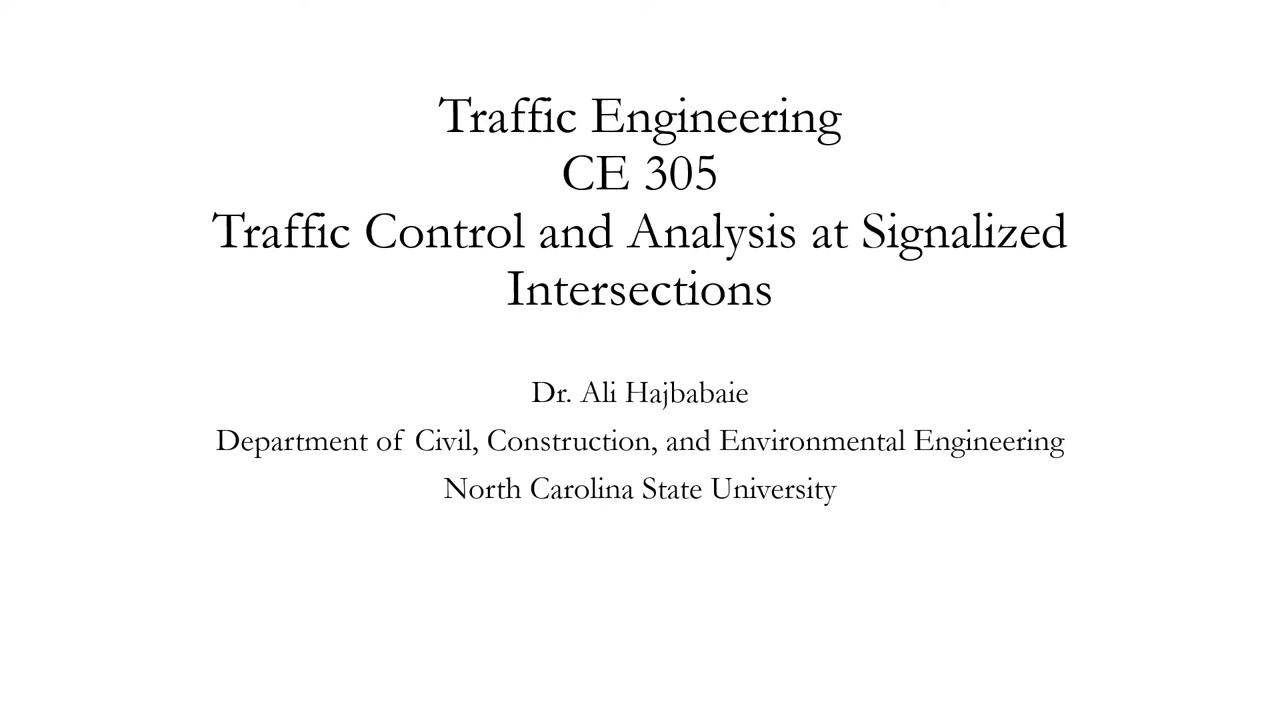 Traffic Engineering
CE 305
Traffic Control and Analysis at Signalized
Intersections
Dr. Ali Hajbabaie
Department of Civil, Construction, and Environmental Engineering
North Carolina State University